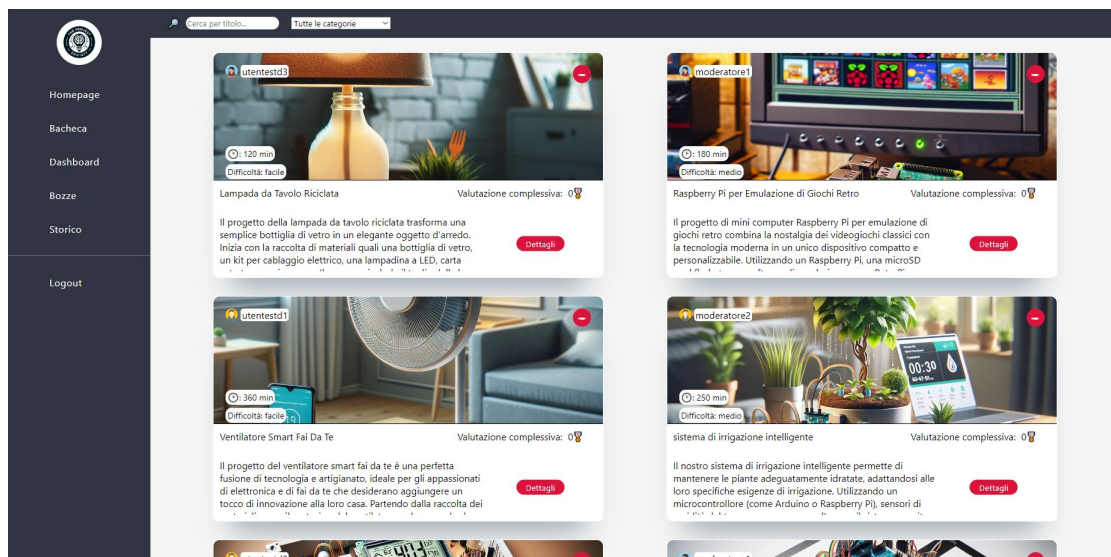 Cerca per titolo...
Tutte le categorie
Homepage
Bacheca
Dashboard
Bozze
Storico
Logout
utentestd3
: 120 min
Difficoltà: facile
Lampada da Tavolo Riciclata
Valutazione complessiva: 0
Il progetto della lampada da tavolo riciclata trasforma una
semplice bottiglia di vetro in un elegante oggetto d'arredo.
Inizia con la raccolta di materiali quali una bottiglia di vetro,
un kit per cablaggio elettrico, una lampadina a LED, carta
Dettagli
moderatore1
: 180 min
Difficoltà: medio
Raspberry Pi per Emulazione di Giochi Retro
Valutazione complessiva: 0
Il progetto di mini computer Raspberry Pi per emulazione di
giochi retro combina la nostalgia dei videogiochi classici con
la tecnologia moderna in un unico dispositivo compatto e
personalizzabile. Utilizzando un Raspberry Pi, una microSD
Dettagli
utentestd1
: 360 min
Difficoltà: facile
Ventilatore Smart Fai Da Te
Valutazione complessiva: 0
Il progetto del ventilatore smart fai da te è una perfetta
fusione di tecnologia e artigianato, ideale per gli appassionati
di elettronica e di fai da te che desiderano aggiungere un
tocco di innovazione alla loro casa. Partendo dalla raccolta dei
Dettagli
moderatore2
00:30
: 250 min
Difficoltà: medio
sistema di irrigazione intelligente
Valutazione complessiva: 0
Il nostro sistema di irrigazione intelligente permette di
mantenere le piante adeguatamente idratate, adattandosi alle
loro specifiche esigenze di irrigazione. Utilizzando un
microcontrollore (come Arduino o Raspberry Pi), sensori di
Dettagli